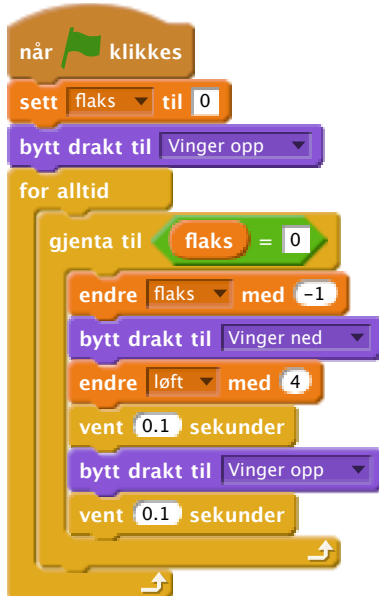 når klikkes
sett flaks til 0
bytt drakt til Vinger opp
for alltid
gjenta til flaks = 0
endre flaks med -1
bytt drakt til Vinger ned
endre løft med 4
vent 0.1 sekunder
bytt drakt til Vinger opp
vent 0.1 sekunder